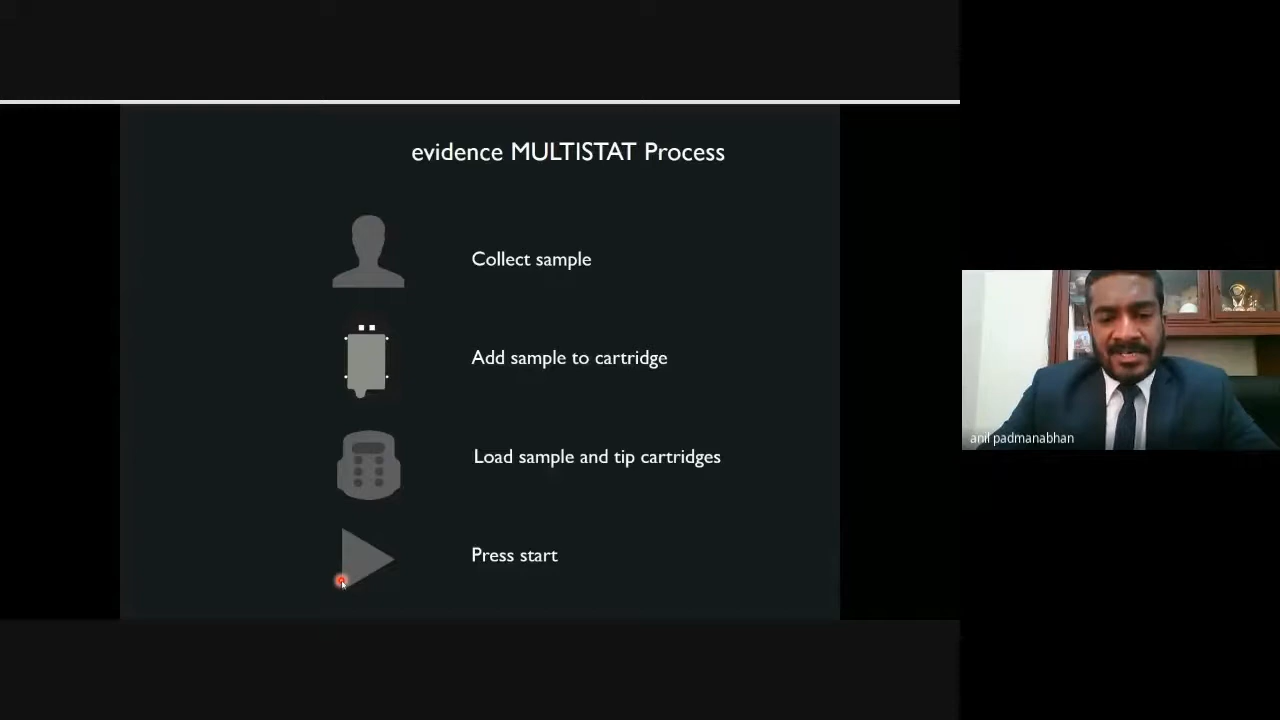 evidence MULTISTAT Process
Collect sample
Add sample to cartridge
Load sample and tip cartridges
Press start
anil padmanabhan